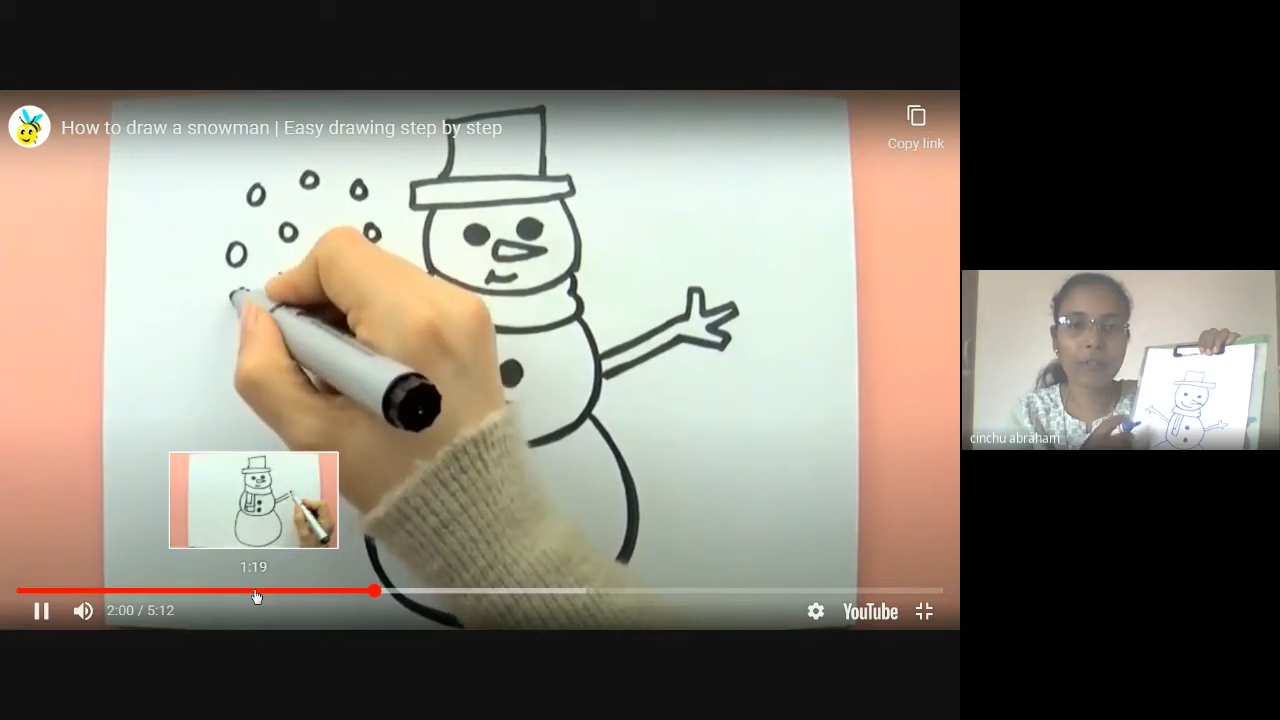 How to draw a snowman | Easy drawing step by step
Copy link
cinchu abraham
1:19
2:00 / 5:12
YouTube